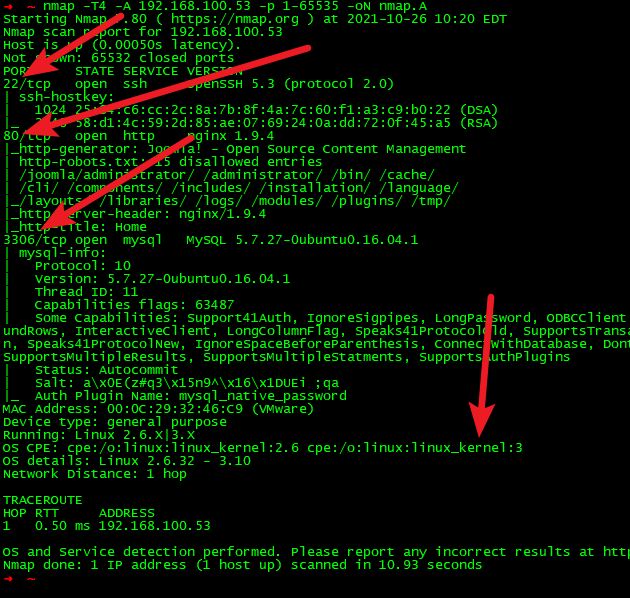 → ~ nmap -T4 -A 192.168.100.53 -p 1-65535 -oN nmap.A
Starting Nmap 7.80 ( https://nmap.org ) at 2021-10-26 10:20 EDT
Nmap scan report for 192.168.100.53
Host is up (0.00050s latency).
Not shown: 65532 closed ports
PORT STATE SERVICE VERSION
22/tcp open ssh OpenSSH 5.3 (protocol 2.0)
| ssh-hostkey:
| 1024 c6:cc:2c:8a:7b:8f:4a:7c:60:f1:a3:c9:b0:22 (DSA)
|_ 58:d1:4c:59:2d:85:ae:07:69:24:0a:dd:72:0f:45:a5 (RSA)
80/tcp open http nginx 1.9.4
|_http-generator: Joomla! - Open Source Content Management
| http-robots.txt: 15 disallowed entries
| /joomla/administrator/ /administrator/ /bin/ /cache/
| /cli/ /components/ /includes/ /installation/ /language/
|_/layouts/ /libraries/ /logs/ /modules/ /plugins/ /tmp/
|_http-server-header: nginx/1.9.4
|_http-title: Home
3306/tcp open mysql MySQL 5.7.27-0ubuntu0.16.04.1
| mysql-info:
| Protocol: 10
| Version: 5.7.27-0ubuntu0.16.04.1
| Thread ID: 11
| Capabilities flags: 63487
| Some Capabilities: Support41Auth, IgnoreSigpipes, LongPassword, ODBCClient
undRows, InteractiveClient, LongColumnFlag, Speaks41ProtocolOld, SupportsTransa
n, Speaks41ProtocolNew, IgnoreSpaceBeforeParenthesis, ConnectWithDatabase, Dont
SupportsMultipleResults, SupportsMultipleStatments, SupportsAuthPlugins
| Status: Autocommit
| Salt: a\x0E(z#q3\x15n9^\x16\x1DUEi ;qa
|_ Auth Plugin Name: mysql_native_password
MAC Address: 00:0C:29:32:46:C9 (VMware)
Device type: general purpose
Running: Linux 2.6.X|3.X
OS CPE: cpe:/o:linux:linux_kernel:2.6 cpe:/o:linux:linux_kernel:3
OS details: Linux 2.6.32 - 3.10
Network Distance: 1 hop
TRACEROUTE
HOP RTT ADDRESS
1 0.50 ms 192.168.100.53
OS and Service detection performed. Please report any incorrect results at http
Nmap done: 1 IP address (1 host up) scanned in 10.93 seconds
→ ~